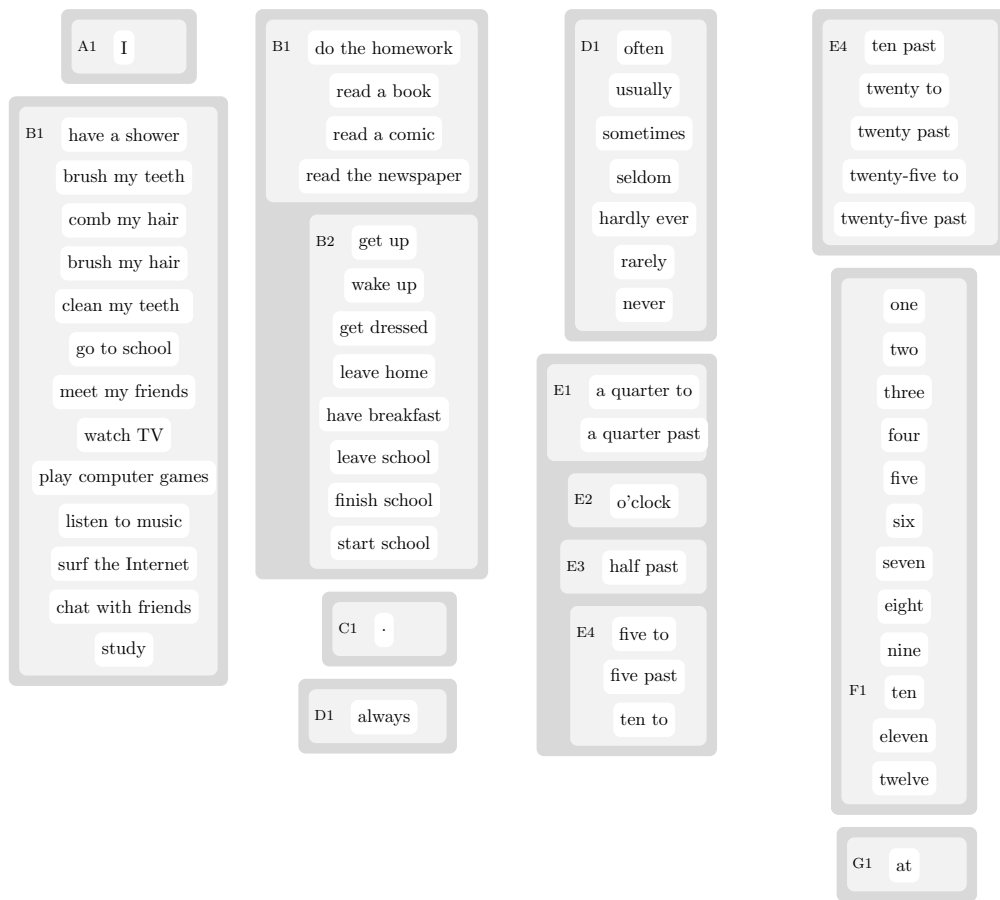 A1 I
B1 have a shower
brush my teeth
comb my hair
brush my hair
clean my teeth
go to school
meet my friends
watch TV
play computer games
listen to music
surf the Internet
chat with friends
study
B1 do the homework
read a book
read a comic
read the newspaper
B2 get up
wake up
get dressed
leave home
have breakfast
leave school
finish school
start school
C1 .
D1 always
D1 often
usually
sometimes
seldom
hardly ever
rarely
never
E1 a quarter to
a quarter past
E2 o'clock
E3 half past
E4 five to
five past
ten to
E4 ten past
twenty to
twenty past
twenty-five to
twenty-five past
one
two
three
four
five
six
seven
eight
nine
F1 ten
eleven
twelve
G1 at